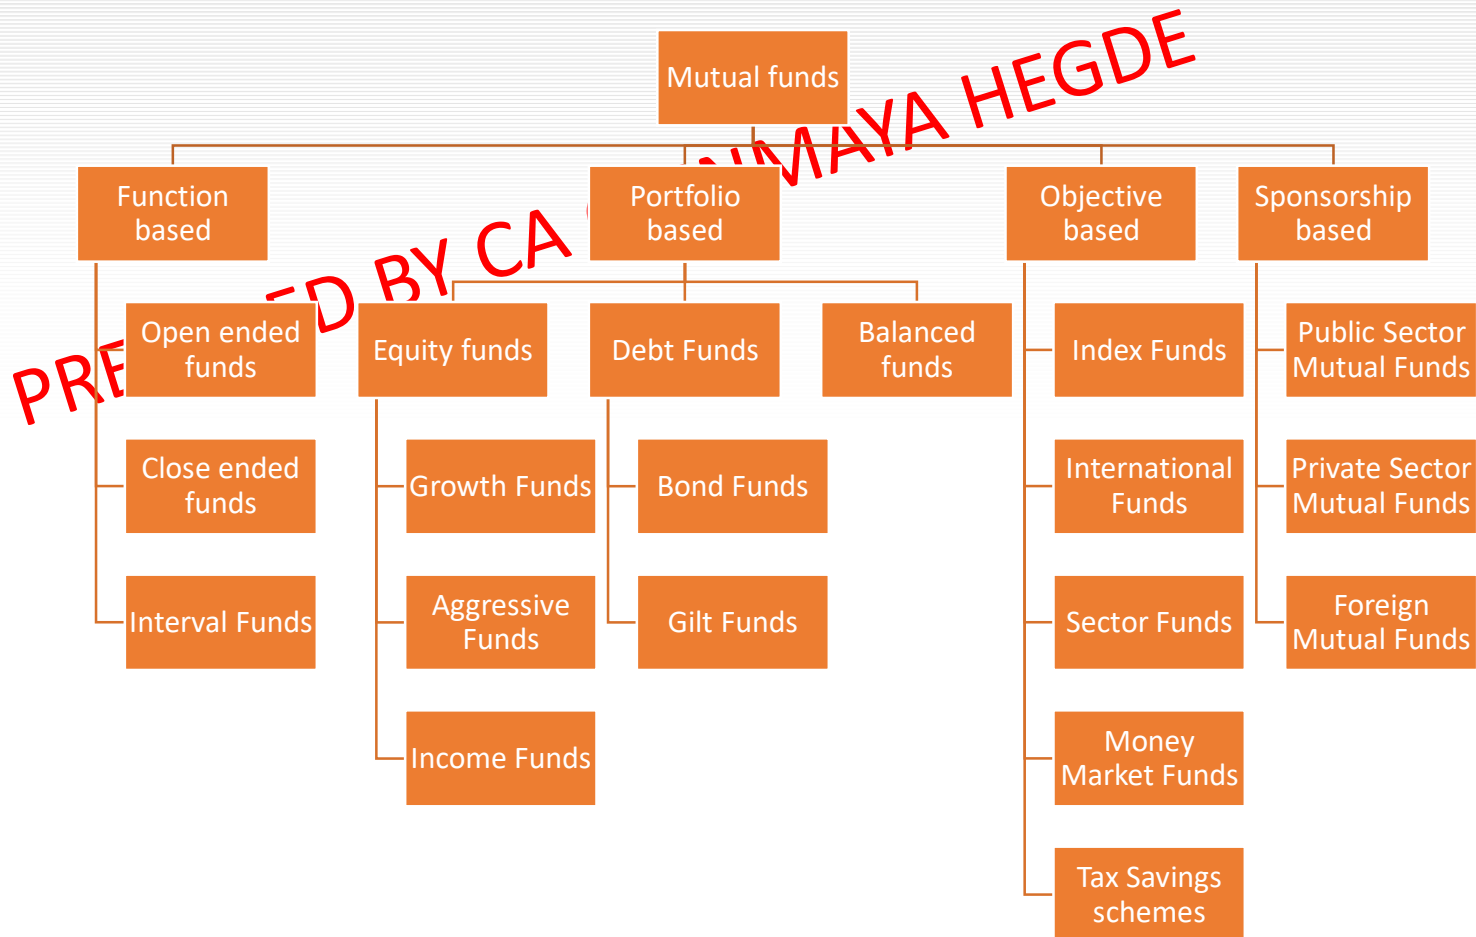 Mutual funds
PREPARED BY CA CHINMAYA HEGDE
Function
based
Portfolio
based
Objective
based
Sponsorship
based
Open ended
funds
Equity funds
Debt Funds
Balanced
funds
Index Funds
Public Sector
Mutual Funds
Close ended
funds
Growth Funds
Bond Funds
International
Funds
Private Sector
Mutual Funds
Interval Funds
Aggressive
Funds
Gilt Funds
Sector Funds
Foreign
Mutual Funds
Income Funds
Money
Market Funds
Tax Savings
schemes